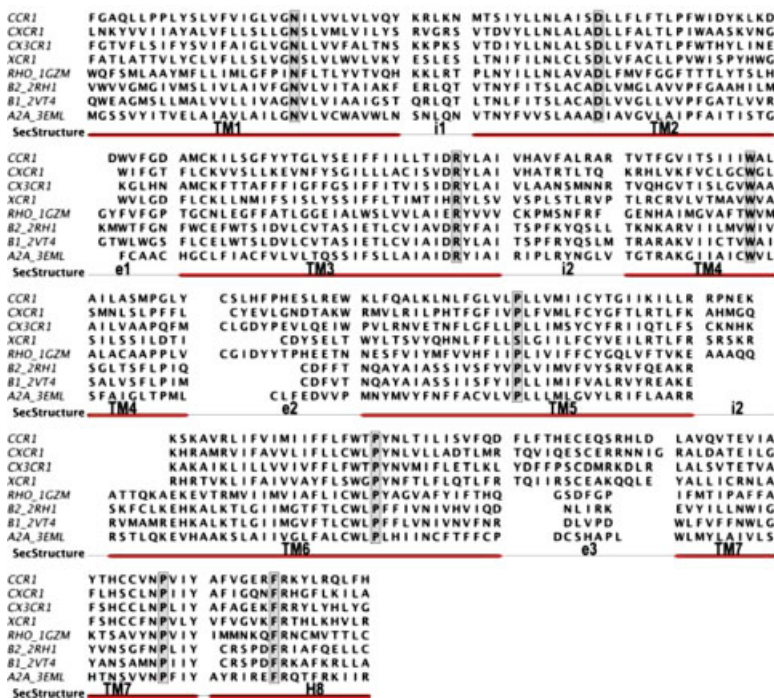 CCR1 FGAQLLPPLYSLVFVIGLVGNILVVLVLVQY KRLKN MTSIYLLNLAISDLLFLFTLPFWIDYKLKD
CXCR1 LNKYVVIIAYALVFLLSLLGNSLVMLVILYS RVGRS VTDVYLLNLALADLLFALTLPIWAASKVNG
CX3CR1 FGTVFLSIFYSVIFAIGLVGNLLVVFALTNS KKPKS VTDIYLLNLALSDLLFVATLPFWTHYLINE
XCR1 FATLATTVLYCLVFLLSLVGNSLVLWVLVKY ESLES LTNIFILNLCLSDLVFACLLPVWISPYHWG
RHO_1GZM WQFSMLAAYMFLLIMLGFPINFLTLYVTVQH KKLRT PLNYILLNLAVADLFMVFGGFTTTLYTSLH
B2_2RH1 VWVVGMGIVMSLIVLAIVFGNVLVITAIAKF ERLQT VTNYFITSLACADLVMGLAVVPFGAAHILM
B1_2VT4 QWEAGMSLLMALVVLLIVAGNVLVIAAIGST QRLQT LTNLFITSLACADLVVGLLVVPFGATLVVR
A2A_3EML MGSSVYITVELAIAVLAILGNVLVCWAVWLN SNLQN VTNYFVVSLAAADIAVGVLAIPFAITISTG
SecStructure TM1 i1 TM2
CCR1 DWVFGD AMCKILSGFYYTGLYSEIFFIILLTIDRYLAI VHAVFALRART VTFGVITSIIIWAL
CXCR1 WIFGT FLCKVVSLLKEVNFYSGILLLACISVDRYLAI VHATRTLTQ KRHLVKFVCLGCWGL
CX3CR1 KGLHN AMCKFTTAFFFIGFFGSIFFITVISIDRYLAI VLAANSMNNR TVQHGVTISLGVWAA
XCR1 WVLGD FLCKLLNMIFSISLYSSIFFLTIMTIHRYLSV VSPLSTLRVP TLRCRVLVTMAVWVA
RHO_1GZM GYFVFGP TGCNLEGFFATLGGEIALWSLVVLAIERYVVV CKPMSNFRF GENHAIMGVAFTWVM
B2_2RH1 KMWTFGN FWCEFWTSIDVLCVTASIETLCVIAVDRYFAI TSPFKYQSLL TKNKARVIILMVWIV
B1_2VT4 GTWLWGS FLCELWTSLDVLCVTASIETLCVIAIDRYLAI TSPFRYQSLM TRARAKVIICTVWAI
A2A_3EML FCAAC HGCLFIACFVLVLTQSSIFSLLAIAIDRYIAI RIPLRYNGLV TGTRAKGIIAICWVL
SecStructure e1 TM3 i2 TM4
CCR1 AILASMPGLY CSLHFPHESLREW KLFQALKLNLFGLVLPLLVMIICYTGIIKILLR RPNEK
CXCR1 SMNLSLPFFL CYEVLGNDTAKW RMVLRILPHTFGFIVPLFVMLFCYGFTLRTLF KAHMGQ
CX3CR1 AILVAAPQFM CLGDYPEVLQEIW PVLRNVETNFLGFLLPLLIMSYCYFRIIQTLFS CKNHK
XCR1 SILSSILDTI CDYSELT WYLTSVYQHNLFFLLSLGIILFCYVEILRTLF RSRSKR
RHO_1GZM ALACAAPPLV CGIDYYTPHEETN NESFVIYMFVVHFIIPLIVIFFCYGQLVFTVKE AAAQQ
B2_2RH1 SGLTSFLPIQ CDFFT NQAYAIASSIVSFYVPLVIMVFVYSRVFQEAKR
B1_2VT4 SALVSFLPIM CDFVT NQAYAIASSIISFYIPLLIMIFVALRVYREAKE
A2A_3EML SFAIGLTPML CLFEDVVP MNYMVYFNFFACVLVPLLLMLGVYLRIFLAARR
SecStructure TM4 e2 TM5 i2
CCR1 KSKAVRLIFVIMIIFFLFWTPYNLTILISVFQD FLFTHECEQSRHLD LAVQVTEVIA
CXCR1 KHRAMRVIFAVVLIFLLCWLPYNLVLLADTLMR TQVIQESCERRNNIG RALDATEILG
CX3CR1 KAKAIKLILLVVIVFFLFWTPYNVMIFLETLKL YDFFPSCDMRKDLR LALSVTETVA
XCR1 RHRTVKLIFAIVVAYFLSWGPYNFTLFLQTLFR TQIIRSCEAKQQLE YALLICRNLA
RHO_1GZM ATTQKAEKEVTRMVIIMVIAFLICWLPYAGVAFYIFTHQ GSDFGP IFMTIPAFFA
B2_2RH1 SKFCLKEHKALKTLGIIMGTFTLCWLPFFIVNIVHVIQD NLIRK EVYILLNWIG
B1_2VT4 RVMAMREHKALKTLGIIMGVFTLCWLPFFLVNIVNVFNR DLVPD WLFVFFNWLG
A2A_3EML RSTLQKEVHAAKSLAIIVGLFALCWLPLHIINCFTFFCP DCSHAPL WLMYLAIVLS
SecStructure TM6 e3 TM7
CCR1 YTHCCVNPVIY AFVGERFRKYLRQLFH
CXCR1 FLHSCLNPIIY AFIGQNFRHGFLKILA
CX3CR1 FSHCCLNPLIY AFAGEKFRRYLYHLYG
XCR1 FSHCCFNPVLY VFVGVKFRTHLKHVLR
RHO_1GZM KTSAVYNPVIY IMMNKQFRNCMVTTLC
B2_2RH1 YVNSGFNPLIY CRSPDFRIAFQELLC
B1_2VT4 YANSAMNPIIY CRSPDFRKAFKRLLA
A2A_3EML HTNSVVNPFIY AYRIREFRQTFRKIIR
SecStructure TM7 H8